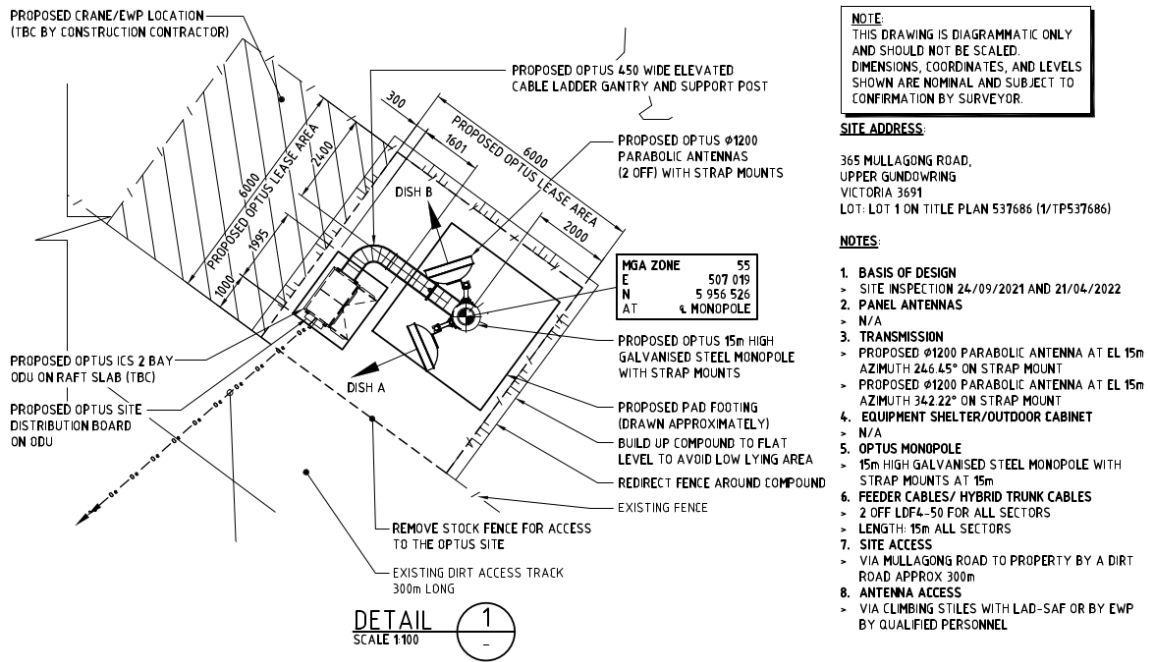 PROPOSED CRANE/EWP LOCATION
(TBC BY CONSTRUCTION CONTRACTOR)
PROPOSED OPTUS 450 WIDE ELEVATED
CABLE LADDER GANTRY AND SUPPORT POST
300
1601
6000
PROPOSED OPTUS LEASE AREA
2000
PROPOSED OPTUS Ø1200
PARABOLIC ANTENNAS
(2 OFF) WITH STRAP MOUNTS
2400
6000
PROPOSED OPTUS LEASE AREA
1995
1000
DISH B
MGA ZONE 55
E 507 019
N 5 956 526
AT ℄ MONOPOLE
PROPOSED OPTUS 15m HIGH
GALVANISED STEEL MONOPOLE
WITH STRAP MOUNTS
DISH A
PROPOSED OPTUS ICS 2 BAY
ODU ON RAFT SLAB (TBC)
PROPOSED OPTUS SITE
DISTRIBUTION BOARD
ON ODU
PROPOSED PAD FOOTING
(DRAWN APPROXIMATELY)
BUILD UP COMPOUND TO FLAT
LEVEL TO AVOID LOW LYING AREA
REDIRECT FENCE AROUND COMPOUND
EXISTING FENCE
REMOVE STOCK FENCE FOR ACCESS
TO THE OPTUS SITE
EXISTING DIRT ACCESS TRACK
300m LONG
DETAIL 1
SCALE 1:100 -
NOTE:
THIS DRAWING IS DIAGRAMMATIC ONLY
AND SHOULD NOT BE SCALED.
DIMENSIONS, COORDINATES, AND LEVELS
SHOWN ARE NOMINAL AND SUBJECT TO
CONFIRMATION BY SURVEYOR.
SITE ADDRESS:
365 MULLAGONG ROAD,
UPPER GUNDOWRING
VICTORIA 3691
LOT: LOT 1 ON TITLE PLAN 537686 (1/TP537686)
NOTES:
1. BASIS OF DESIGN
> SITE INSPECTION 24/09/2021 AND 21/04/2022
2. PANEL ANTENNAS
> N/A
3. TRANSMISSION
> PROPOSED Ø1200 PARABOLIC ANTENNA AT EL 15m
AZIMUTH 246.45° ON STRAP MOUNT
> PROPOSED Ø1200 PARABOLIC ANTENNA AT EL 15m
AZIMUTH 342.22° ON STRAP MOUNT
4. EQUIPMENT SHELTER/OUTDOOR CABINET
> N/A
5. OPTUS MONOPOLE
> 15m HIGH GALVANISED STEEL MONOPOLE WITH
STRAP MOUNTS AT 15m
6. FEEDER CABLES/ HYBRID TRUNK CABLES
> 2 OFF LDF4-50 FOR ALL SECTORS
> LENGTH: 15m ALL SECTORS
7. SITE ACCESS
> VIA MULLAGONG ROAD TO PROPERTY BY A DIRT
ROAD APPROX 300m
8. ANTENNA ACCESS
> VIA CLIMBING STILES WITH LAD-SAF OR BY EWP
BY QUALIFIED PERSONNEL